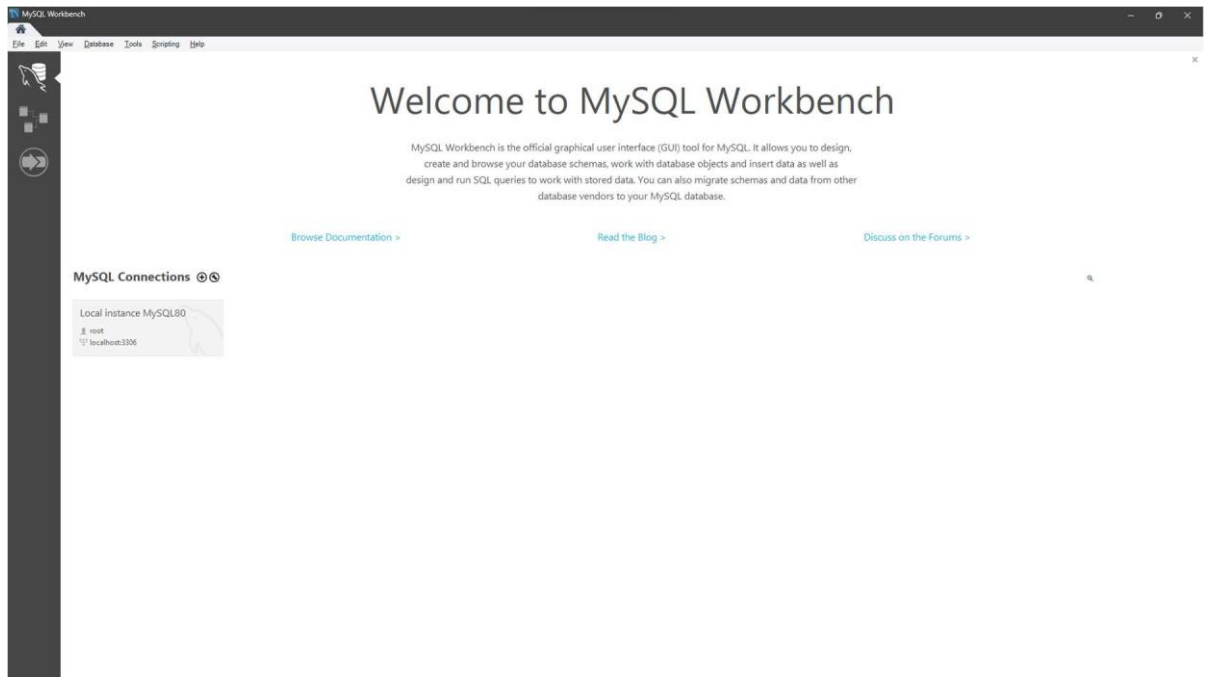 MySQL Workbench
File Edit View Database Tools Scripting Help
Welcome to MySQL Workbench
MySQL Workbench is the official graphical user interface (GUI) tool for MySQL. It allows you to design,
create and browse your database schemas, work with database objects and insert data as well as
design and run SQL queries to work with stored data. You can also migrate schemas and data from other
database vendors to your MySQL database.
Browse Documentation > Read the Blog > Discuss on the Forums >
MySQL Connections
Local instance MySQL80
root
localhost:3306